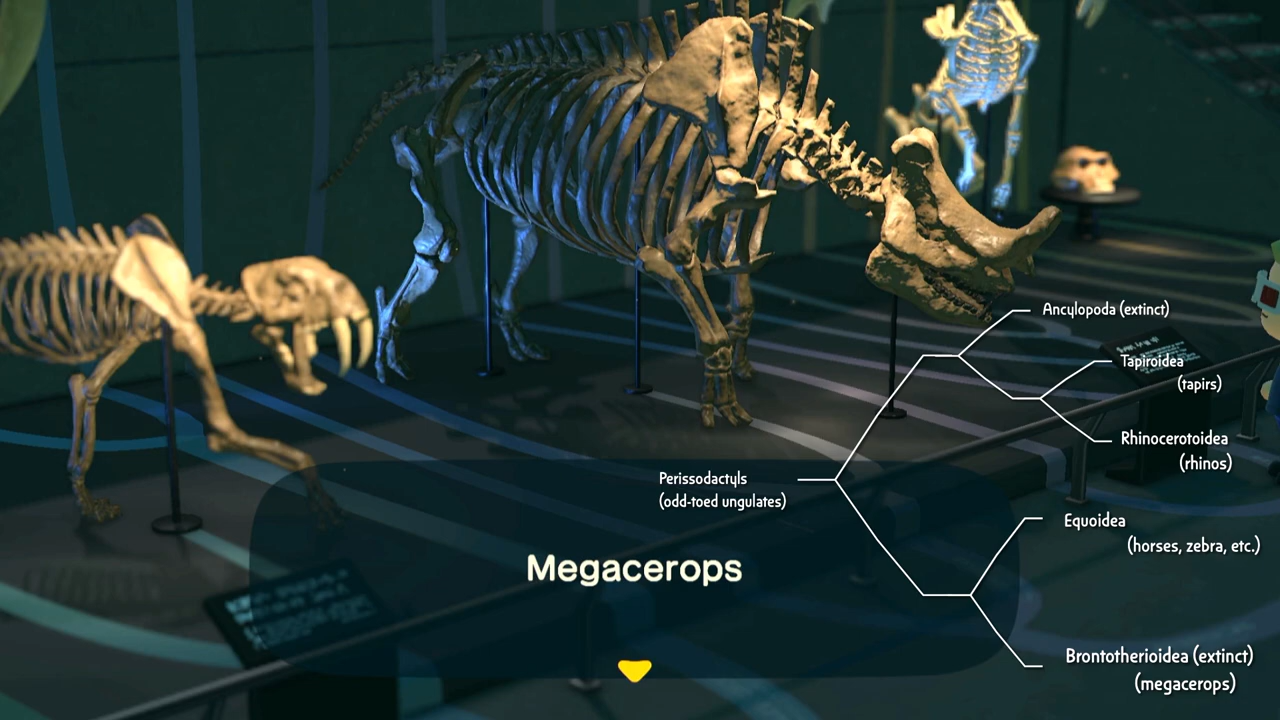 Ancylopoda (extinct)
Tapiroidea
(tapirs)
Rhinocerotoidea
(rhinos)
Perissodactyls
(odd-toed ungulates)
Equoidea
(horses, zebra, etc.)
Megacerops
Brontotherioidea (extinct)
(megacerops)